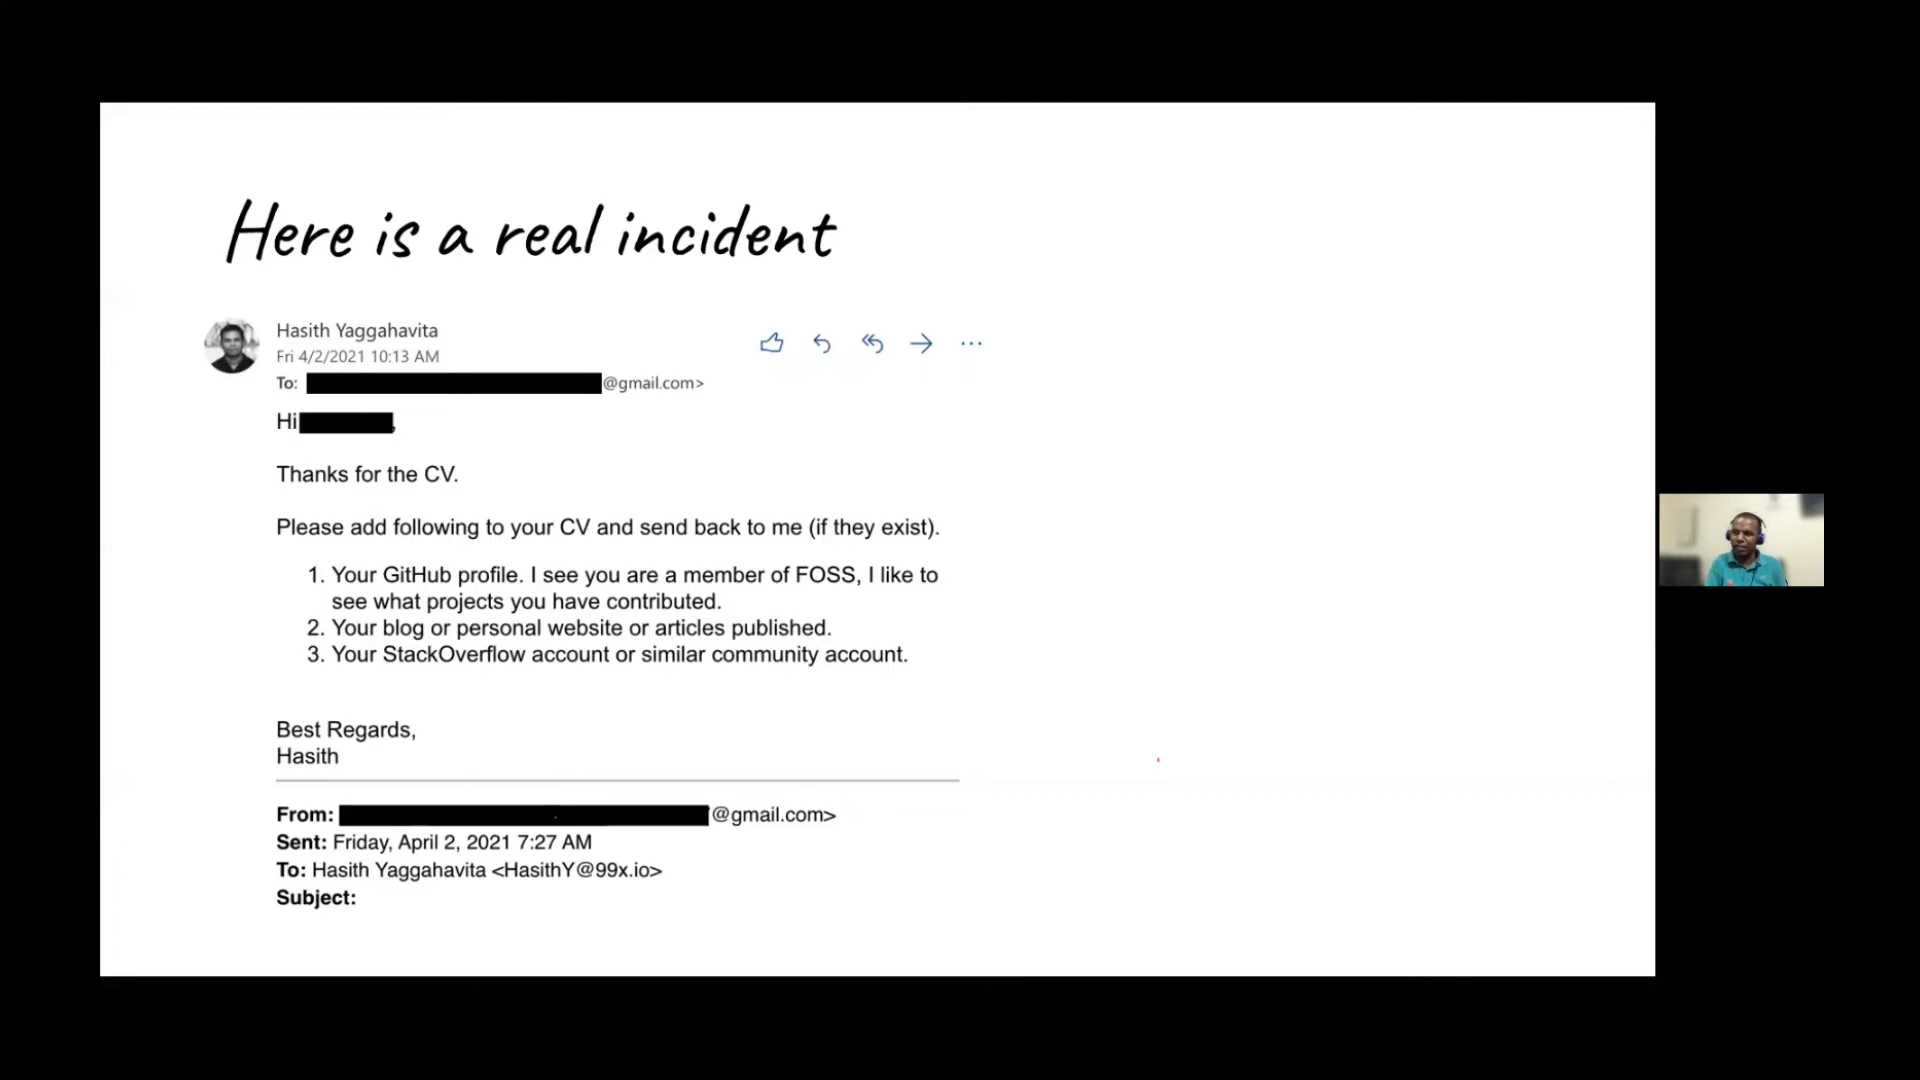 Here is a real incident
Hasith Yaggahavita
Fri 4/2/2021 10:13 AM
To: @gmail.com>
Hi ,
Thanks for the CV.
Please add following to your CV and send back to me (if they exist).
1. Your GitHub profile. I see you are a member of FOSS, I like to
see what projects you have contributed.
2. Your blog or personal website or articles published.
3. Your StackOverflow account or similar community account.
Best Regards,
Hasith
From: @gmail.com>
Sent: Friday, April 2, 2021 7:27 AM
To: Hasith Yaggahavita <HasithY@99x.io>
Subject: